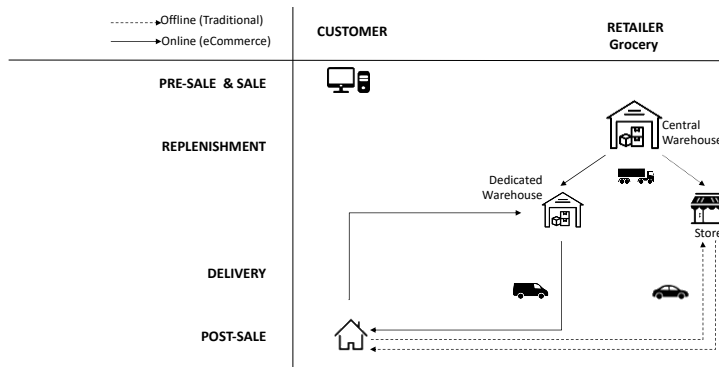 Offline (Traditional)
Online (eCommerce)
CUSTOMER
RETAILER
Grocery
PRE-SALE & SALE
Central
Warehouse
REPLENISHMENT
Dedicated
Warehouse
Store
DELIVERY
POST-SALE